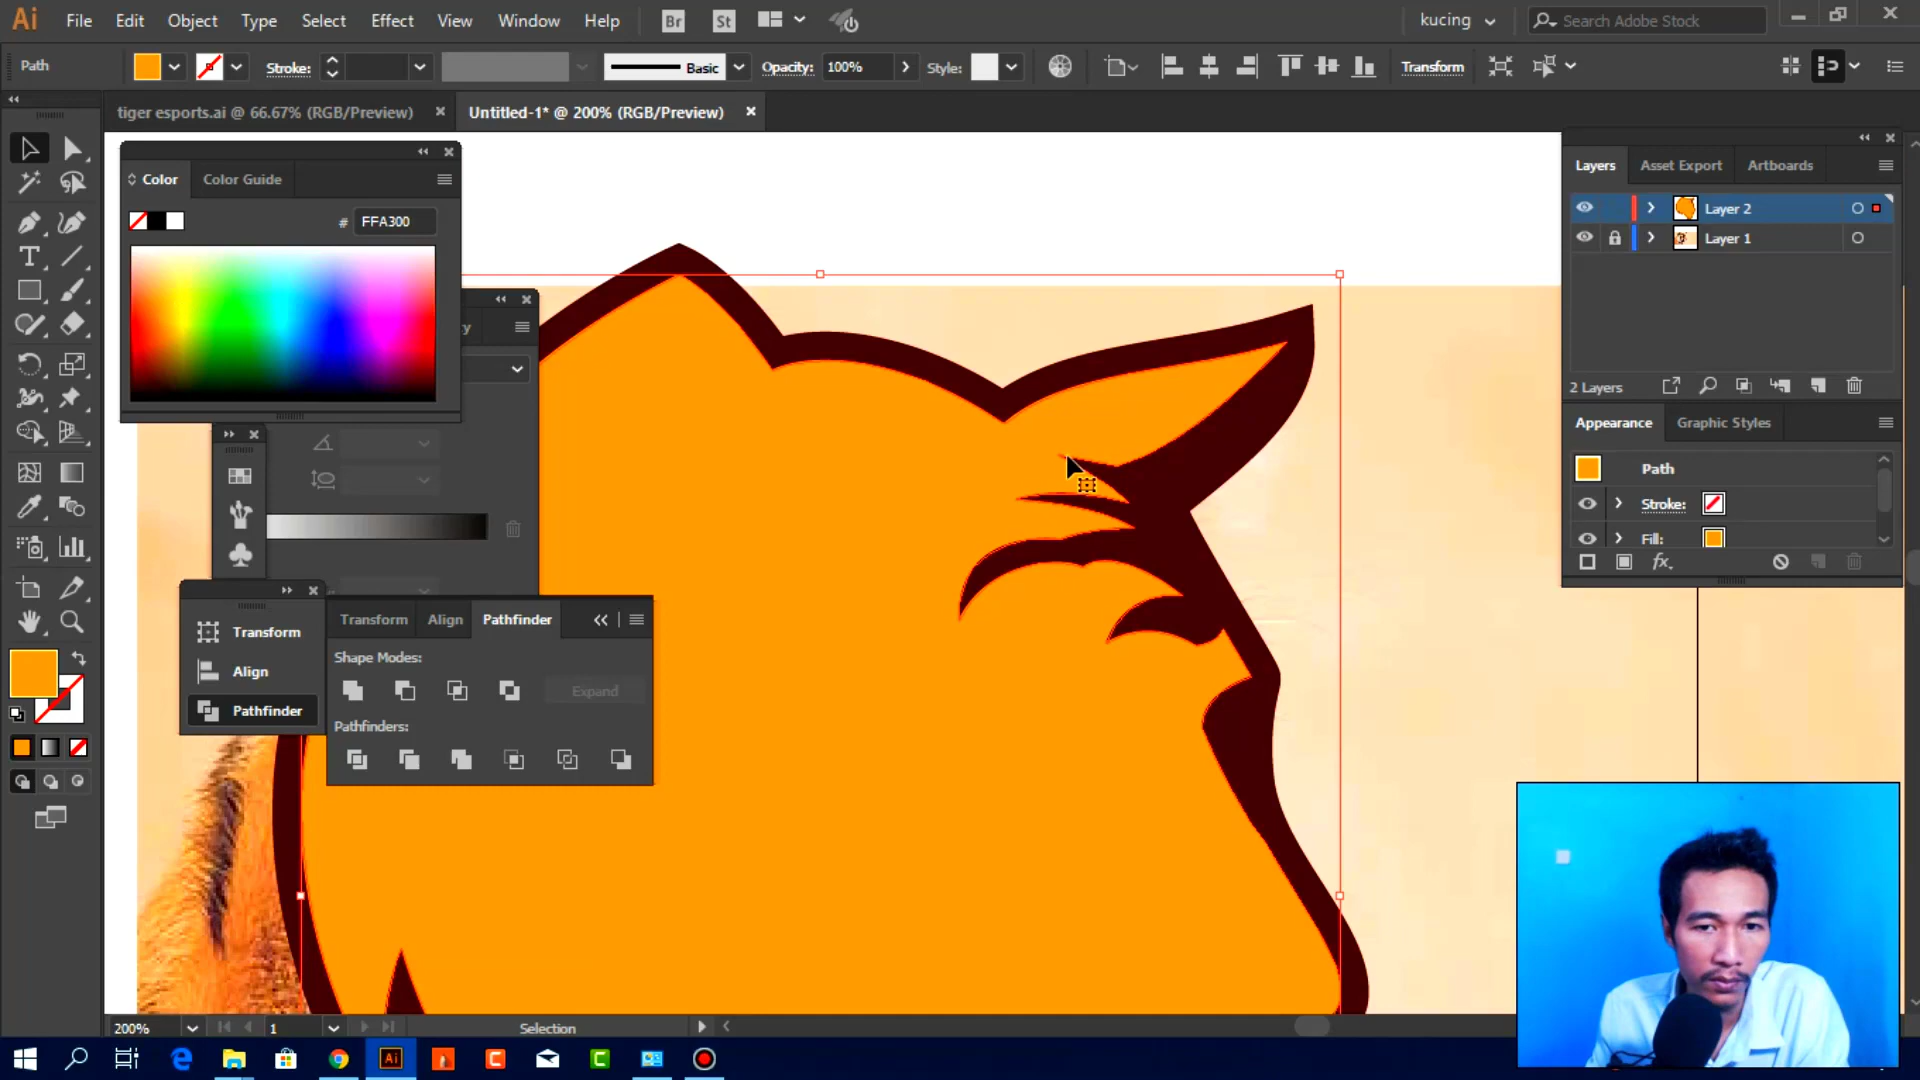 Ai File Edit Object Type Select Effect View Window Help Br St kucing Search Adobe Stock
Path Stroke: Basic Opacity: 100% Style: Transform
tiger esports.ai @ 66.67% (RGB/Preview) Untitled-1* @ 200% (RGB/Preview)
Color Color Guide
# FFA300
Layers Asset Export Artboards
Layer 2
Layer 1
2 Layers
Appearance Graphic Styles
Path
Stroke:
Fill:
fx
Transform
Align
Pathfinder
Transform Align Pathfinder
Shape Modes:
Expand
Pathfinders:
200% 1 Selection
Ai